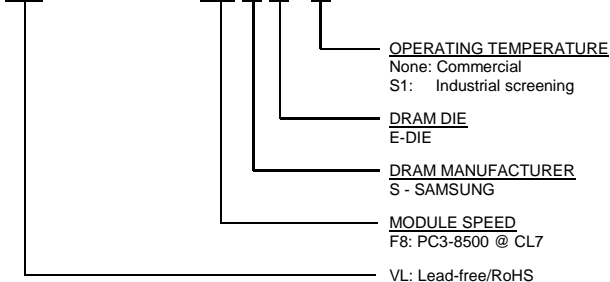 OPERATING TEMPERATURE
None: Commercial
S1: Industrial screening
DRAM DIE
E-DIE
DRAM MANUFACTURER
S - SAMSUNG
MODULE SPEED
F8: PC3-8500 @ CL7
VL: Lead-free/RoHS